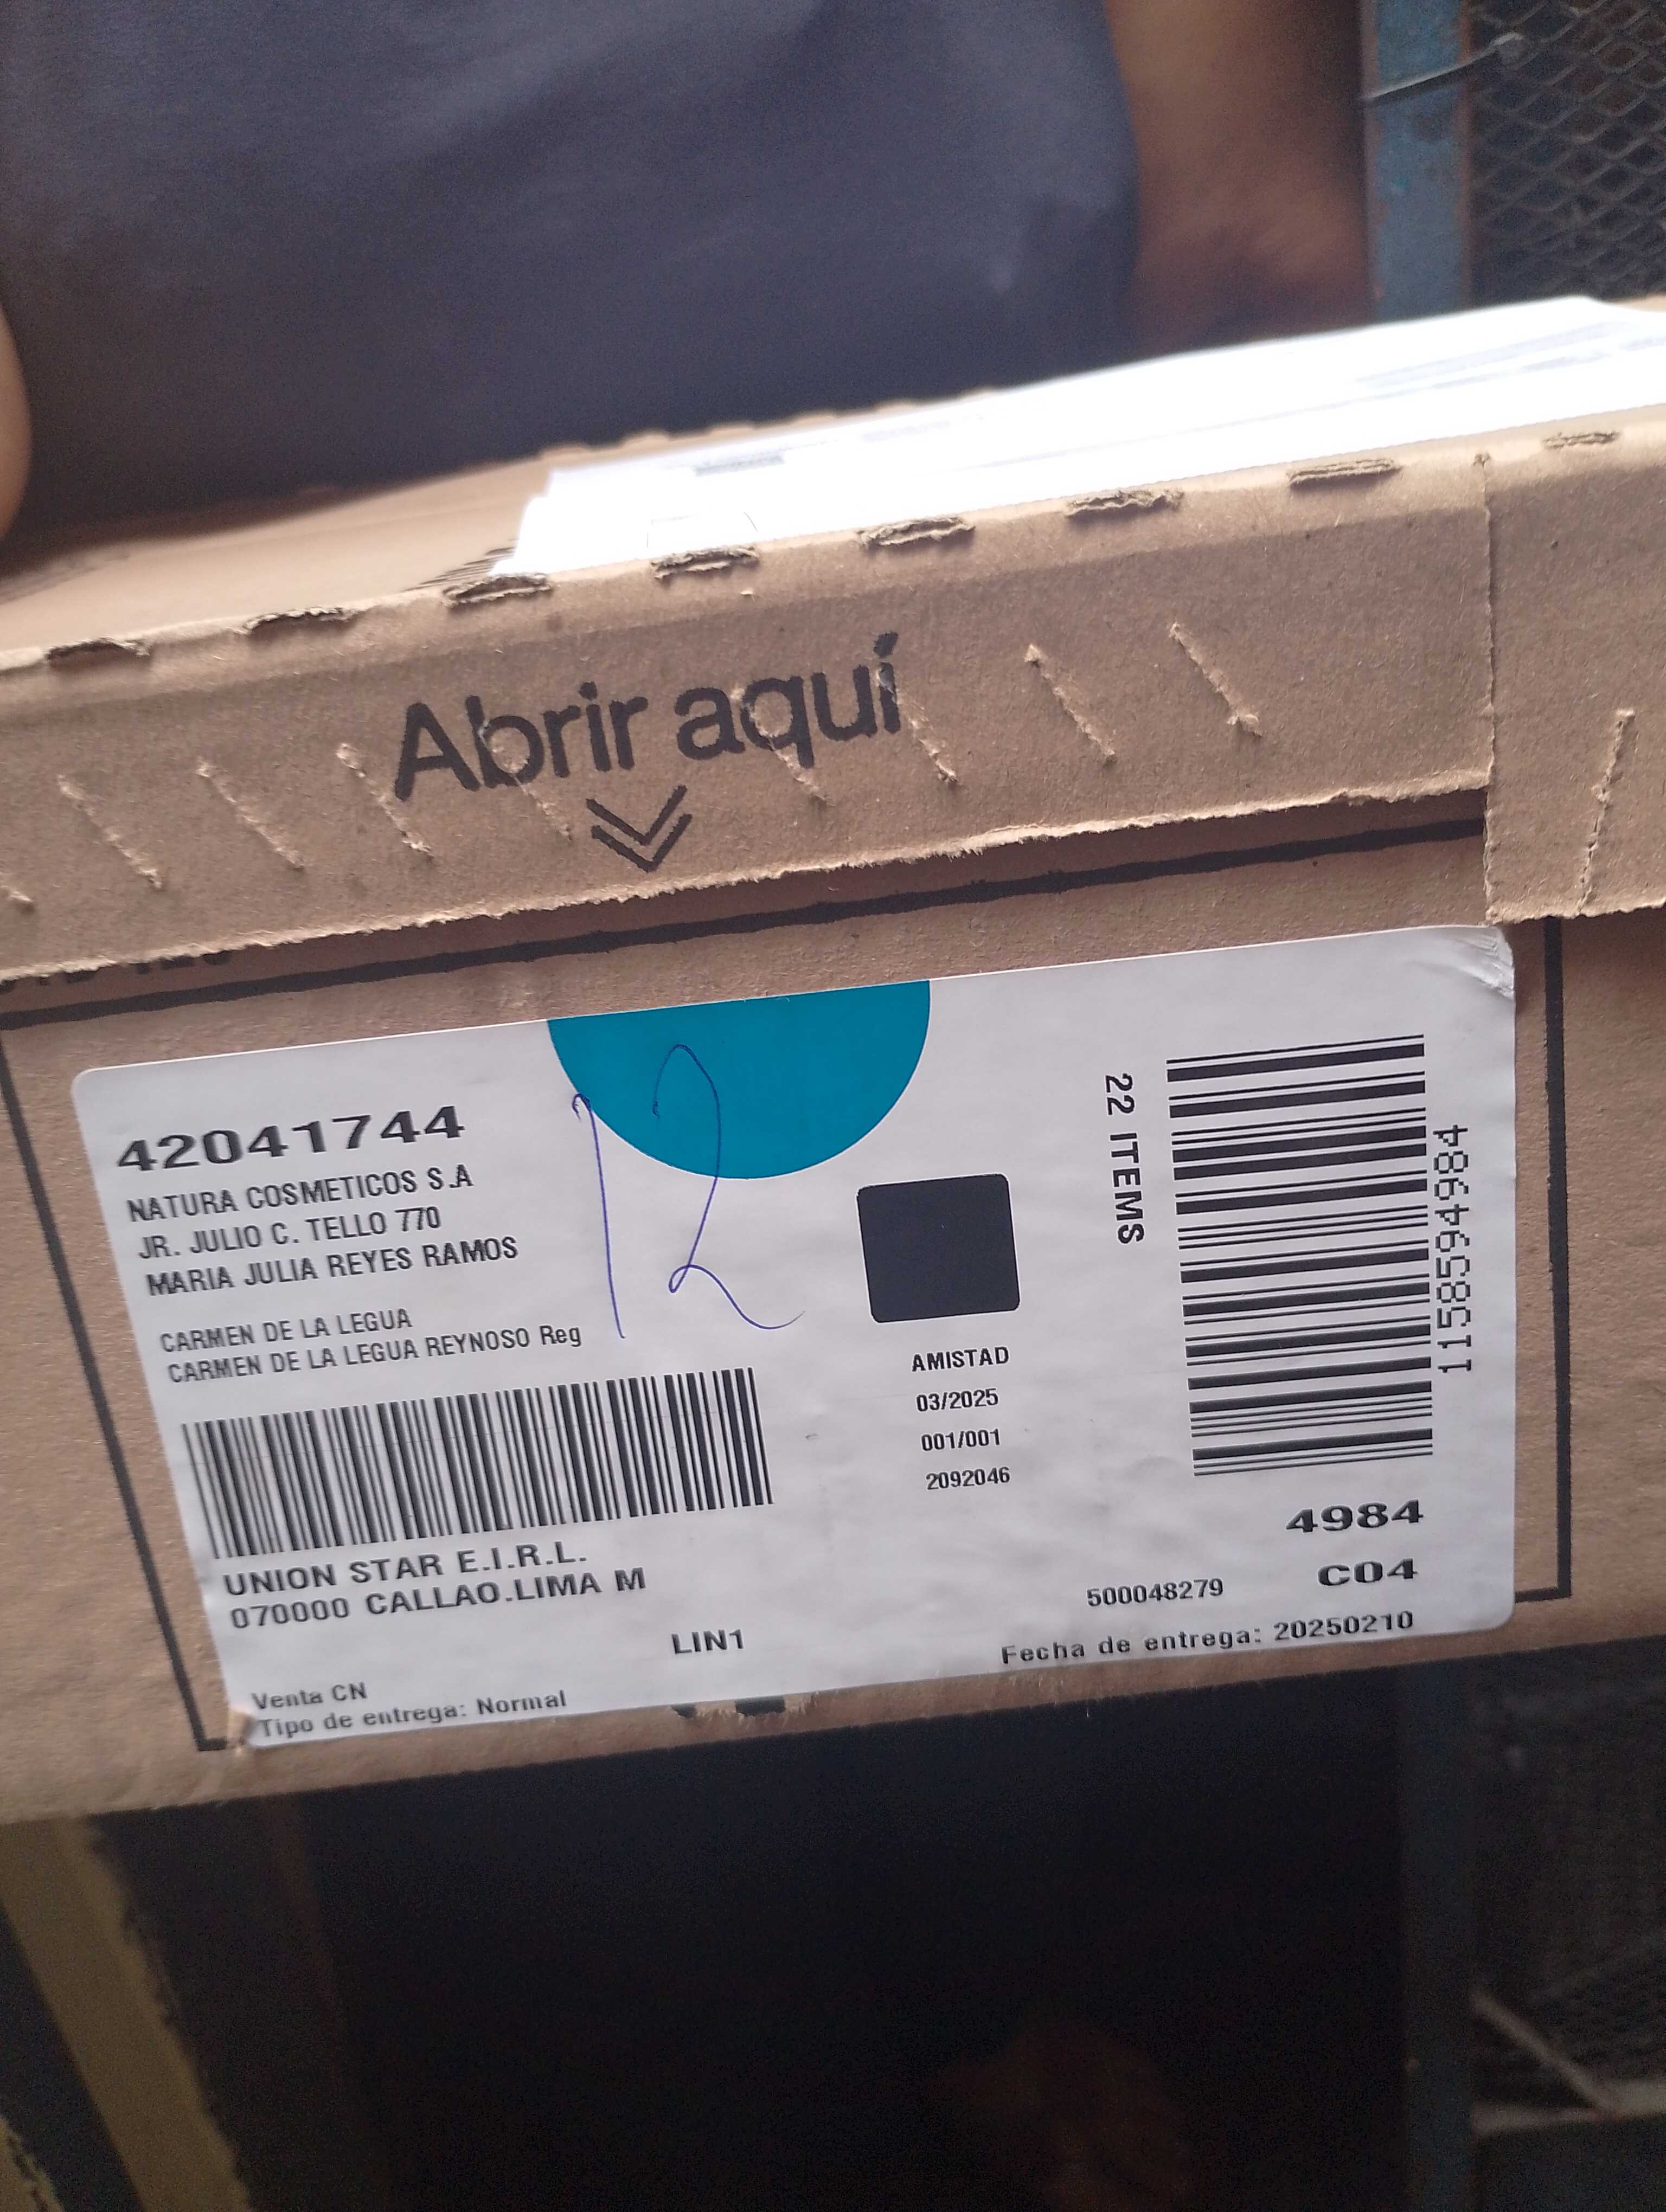 Abrir aquí
42041744
NATURA COSMETICOS S.A
JR. JULIO C. TELLO 770
MARIA JULIA REYES RAMOS
CARMEN DE LA LEGUA
CARMEN DE LA LEGUA REYNOSO Reg
12
UNION STAR E.I.R.L.
070000 CALLAO.LIMA M
LIN1
Venta CN
Tipo de entrega: Normal
AMISTAD
03/2025
001/001
2092046
22 ITEMS
1158594984
4984
C04
500048279
Fecha de entrega: 20250210